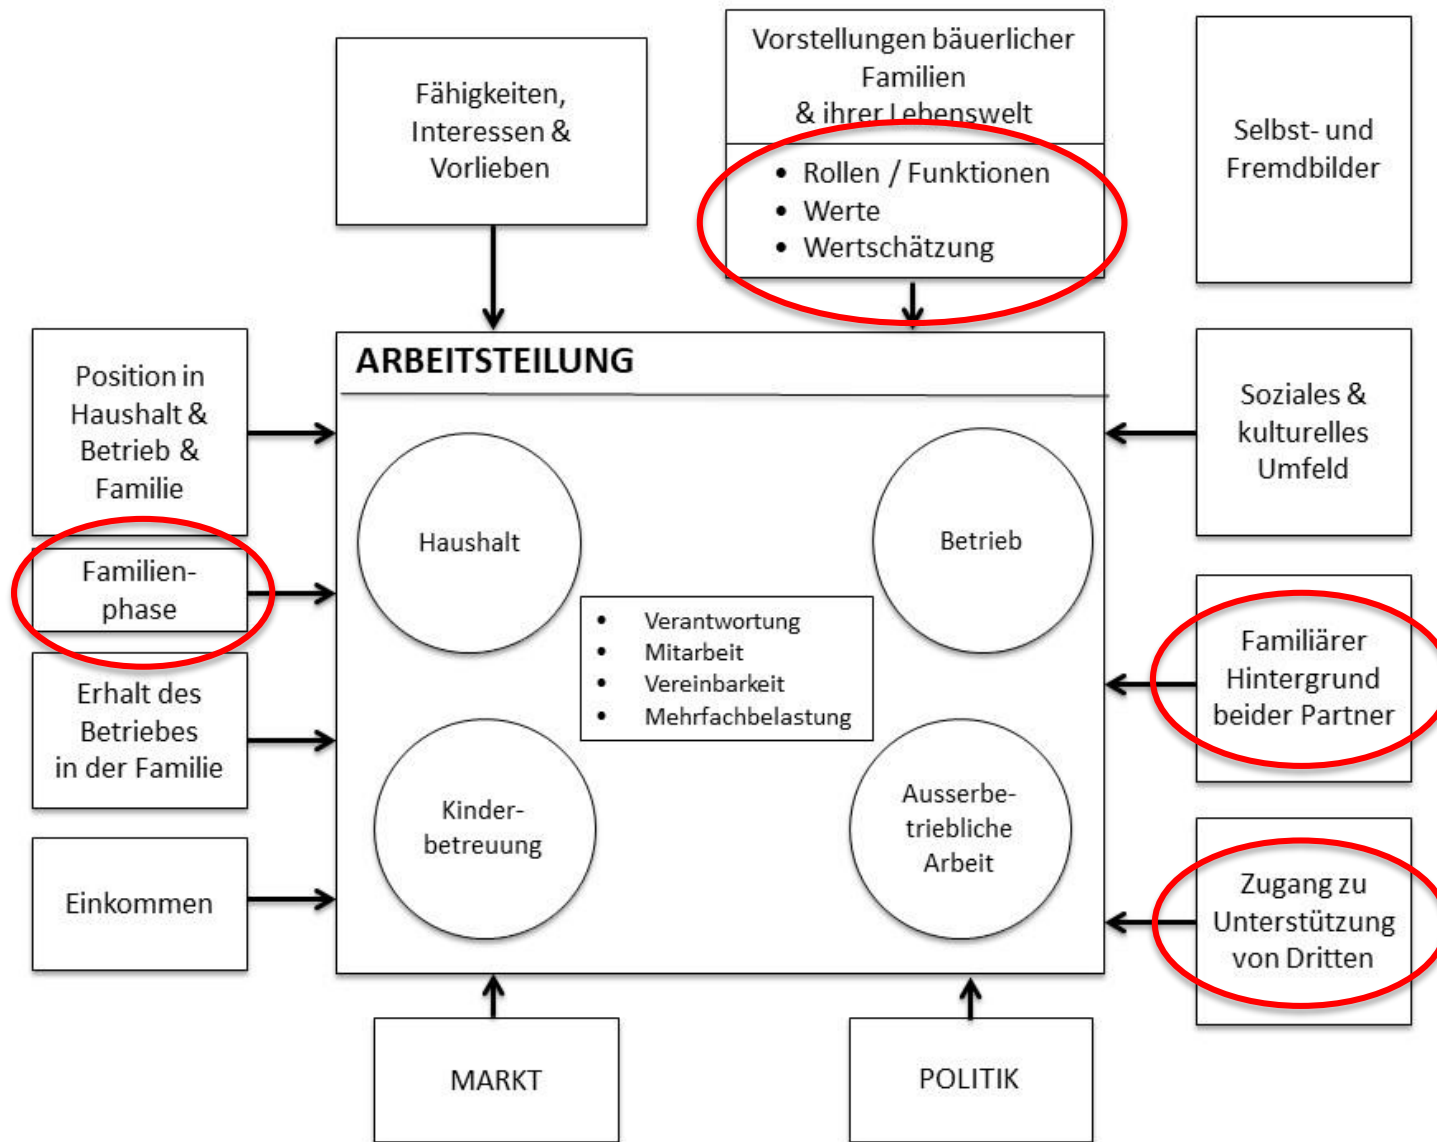 Fähigkeiten,
Interessen &
Vorlieben
Vorstellungen bäuerlicher
Familien
& ihrer Lebenswelt
• Rollen / Funktionen
• Werte
• Wertschätzung
Selbst- und
Fremdbilder
Position in
Haushalt &
Betrieb &
Familie
Familien-
phase
Erhalt des
Betriebes
in der Familie
Einkommen
ARBEITSTEILUNG
Haushalt
Betrieb
• Verantwortung
• Mitarbeit
• Vereinbarkeit
• Mehrfachbelastung
Kinder-
betreuung
Ausserbe-
triebliche
Arbeit
Soziales &
kulturelles
Umfeld
Familiärer
Hintergrund
beider Partner
Zugang zu
Unterstützung
von Dritten
MARKT
POLITIK